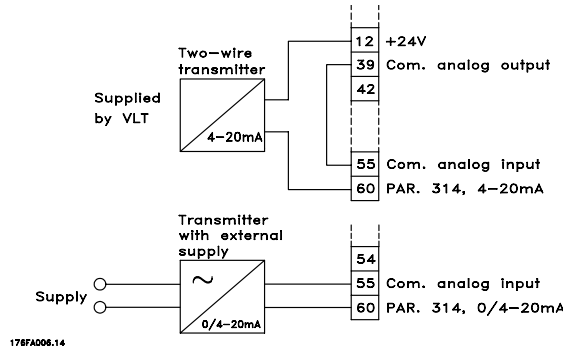 12 +24V
Two-wire
transmitter
39 Com. analog output
42
Supplied
by VLT
4-20mA
55 Com. analog input
60 PAR. 314, 4-20mA
Transmitter
with external
supply
54
~
55 Com. analog input
Supply
60 PAR. 314, 0/4-20mA
0/4-20mA
176FA006.14